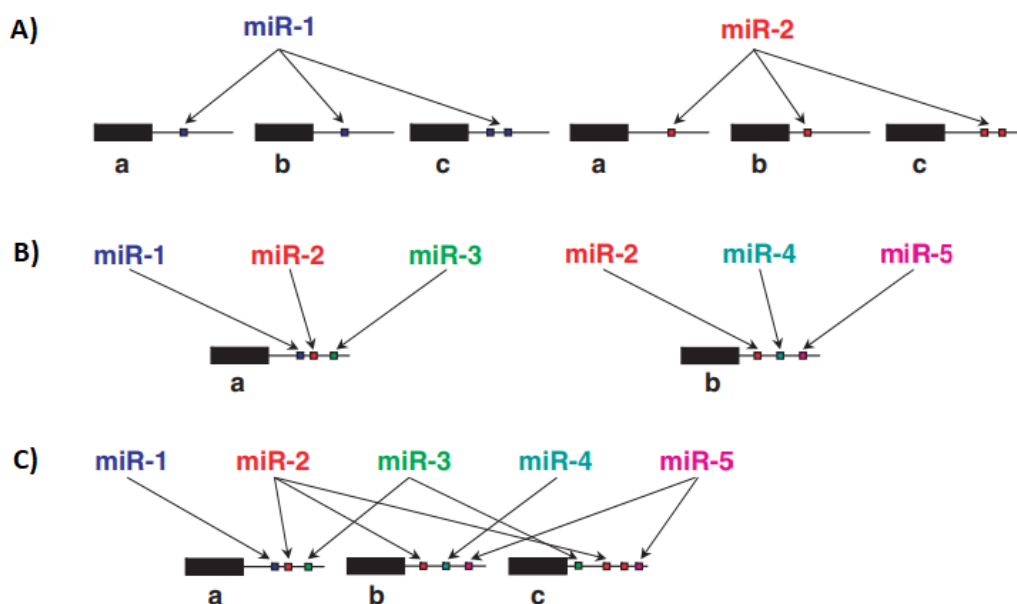 A) miR-1 miR-2
a b c a b c
B) miR-1 miR-2 miR-3 miR-2 miR-4 miR-5
a b
C) miR-1 miR-2 miR-3 miR-4 miR-5
a b c